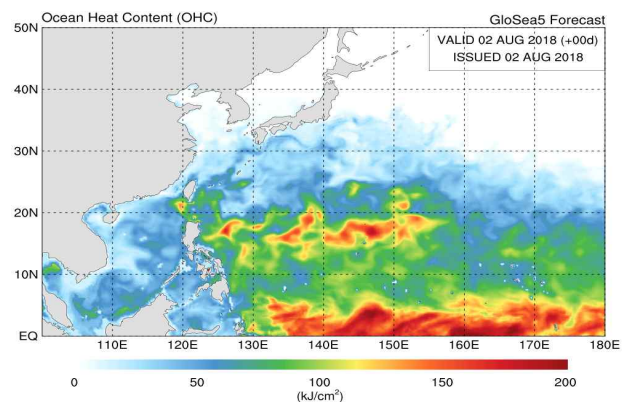 Ocean Heat Content (OHC) GloSea5 Forecast
50N
VALID 02 AUG 2018 (+00d)
ISSUED 02 AUG 2018
40N
30N
20N
10N
EQ
110E 120E 130E 140E 150E 160E 170E 180E
0 50 100 150 200
(kJ/cm²)